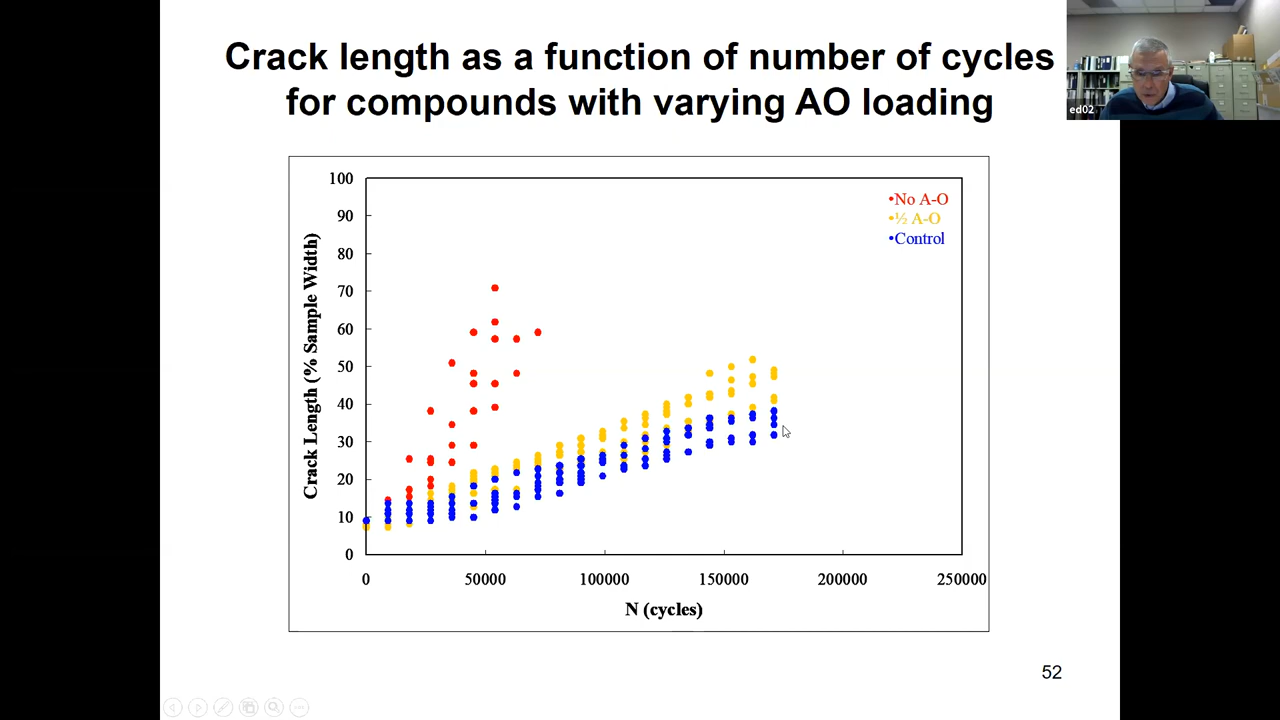 Crack length as a function of number of cycles
for compounds with varying AO loading
ed02
•No A-O
•½ A-O
•Control
Crack Length (% Sample Width)
100
90
80
70
60
50
40
30
20
10
0
0 50000 100000 150000 200000 250000
N (cycles)
52